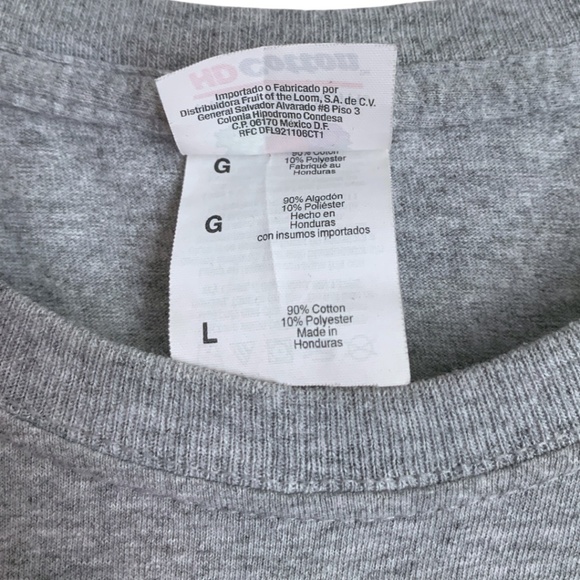 HD Cotton
Importado o Fabricado por
Distribuidora Fruit of the Loom, S.A. de C.V.
General Salvador Alvarado #8 Piso 3
Colonia Hipodromo Condesa
C.P. 06170 México D.F.
RFC DFL921106CT1
90% Coton
G 10% Polyester
Fabriqué au
Honduras
90% Algodón
10% Poliéster
G Hecho en
Honduras
con insumos importados
90% Cotton
10% Polyester
L Made in
Honduras